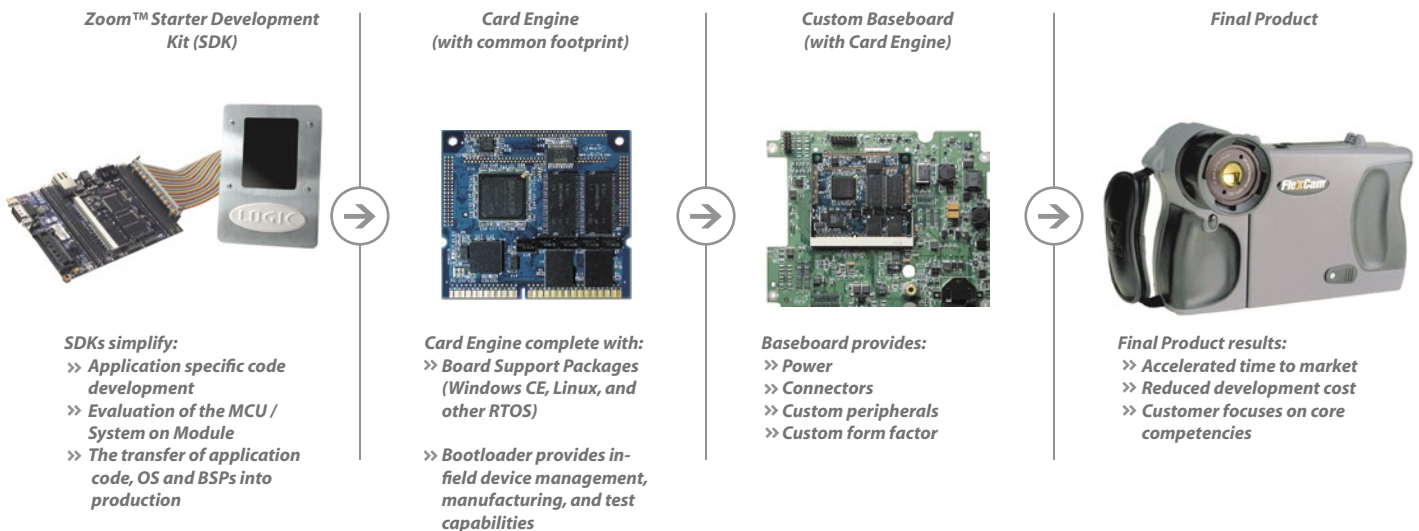 Zoom™ Starter Development
Kit (SDK)
LOGIC
SDKs simplify:
» Application specific code
development
» Evaluation of the MCU /
System on Module
» The transfer of application
code, OS and BSPs into
production
Card Engine
(with common footprint)
Card Engine complete with:
» Board Support Packages
(Windows CE, Linux, and
other RTOS)
» Bootloader provides in-
field device management,
manufacturing, and test
capabilities
Custom Baseboard
(with Card Engine)
Baseboard provides:
» Power
» Connectors
» Custom peripherals
» Custom form factor
Final Product
FlexCam
Final Product results:
» Accelerated time to market
» Reduced development cost
» Customer focuses on core
competencies